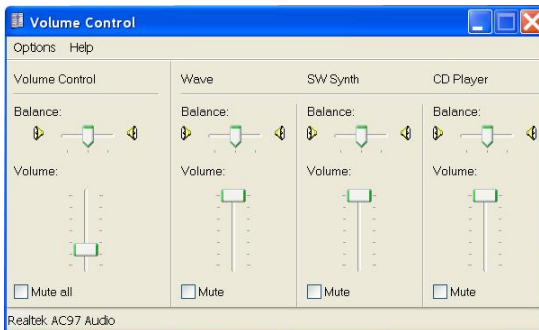 Volume Control
Options Help
Volume Control Wave SW Synth CD Player
Balance: Balance: Balance: Balance:
Volume: Volume: Volume: Volume:
Mute all Mute Mute Mute
Realtek AC97 Audio